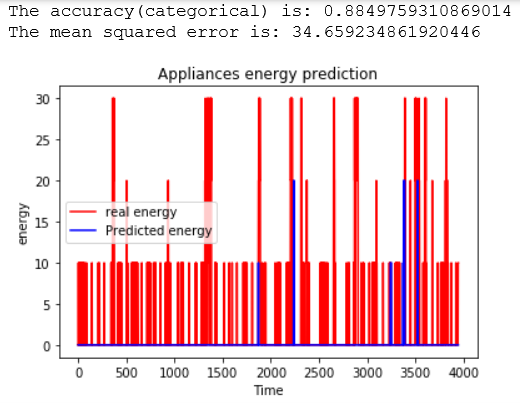 The accuracy(categorical) is: 0.8849759310869014
The mean squared error is: 34.659234861920446
Appliances energy prediction
30
25
20
15
10
5
0
energy
real energy
Predicted energy
0 500 1000 1500 2000 2500 3000 3500 4000
Time